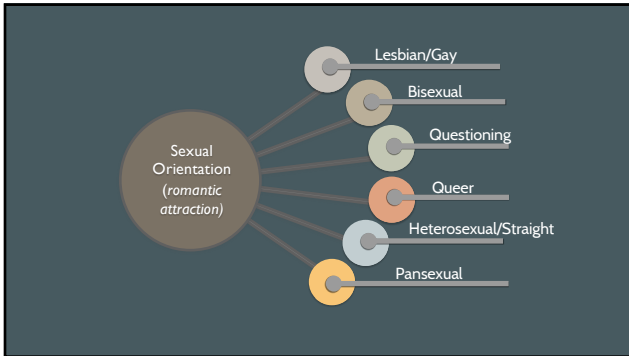 Sexual
Orientation
(romantic
attraction)
Lesbian/Gay
Bisexual
Questioning
Queer
Heterosexual/Straight
Pansexual